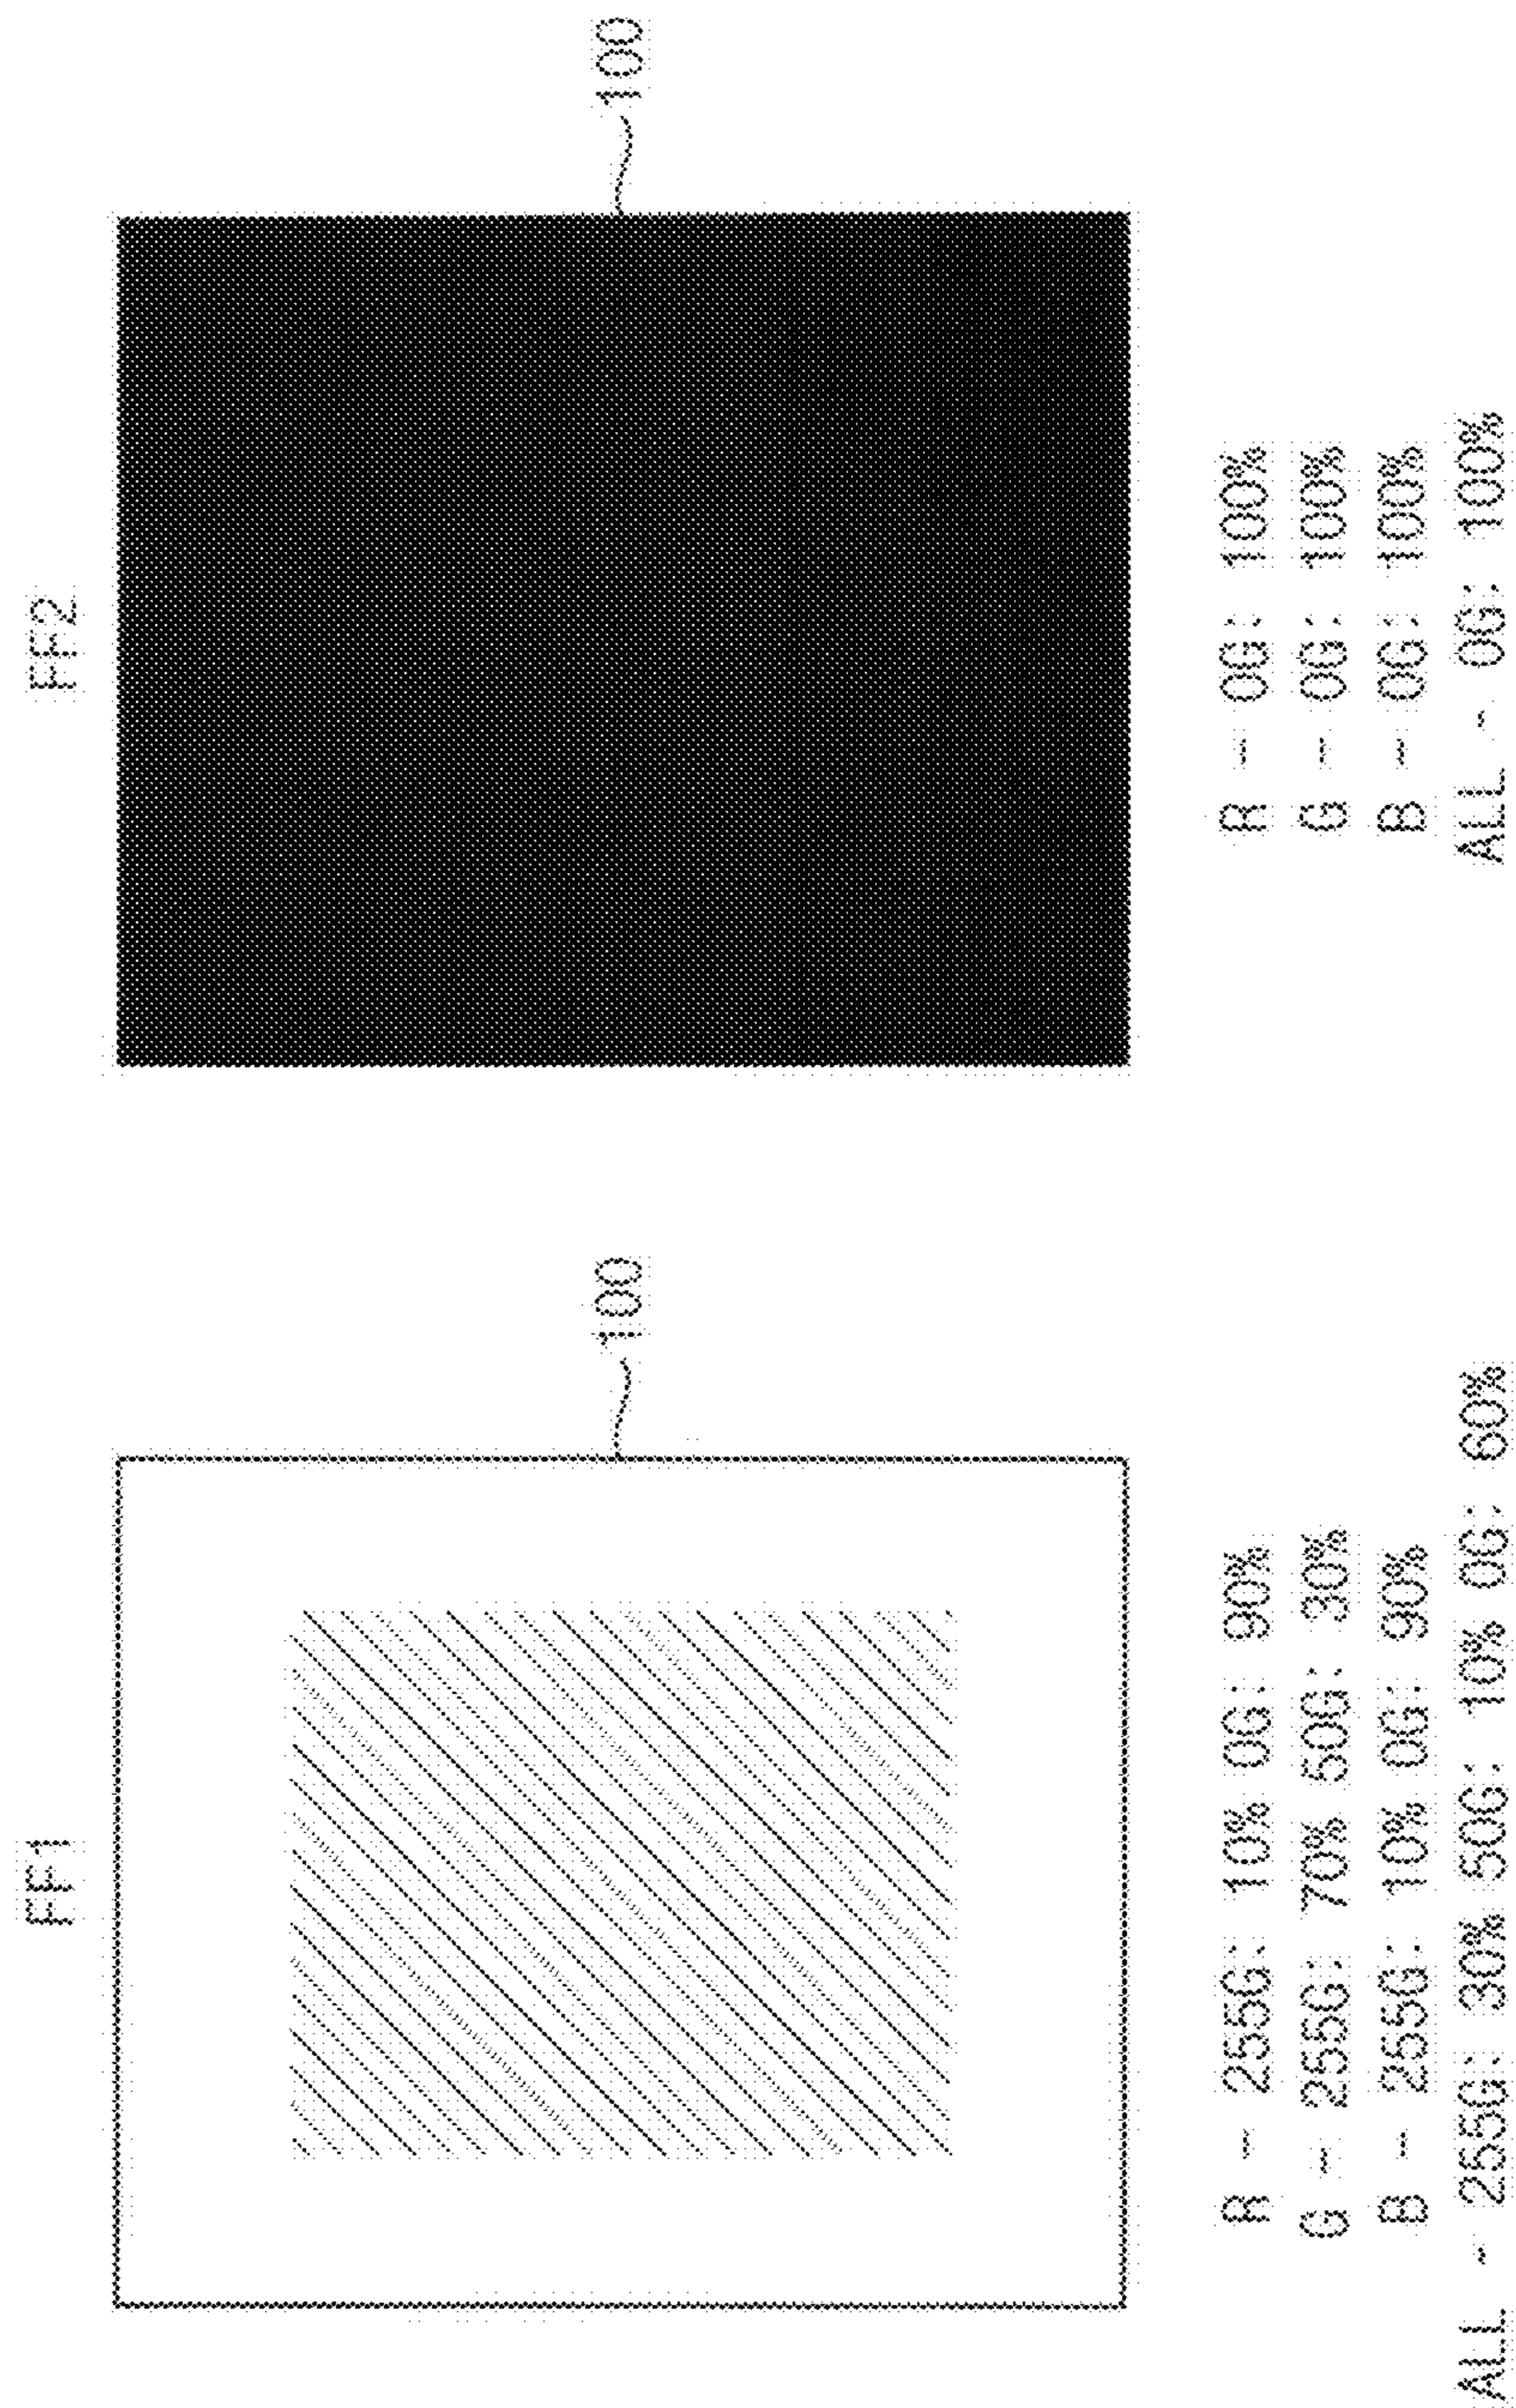 FF1
100
R - 255G: 10% 0G: 90%
G - 255G: 70% 50G: 30%
B - 255G: 10% 0G: 90%
ALL - 255G: 30% 50G: 10% 0G: 60%
FF2
100
R - 0G: 100%
G - 0G: 100%
B - 0G: 100%
ALL - 0G: 100%